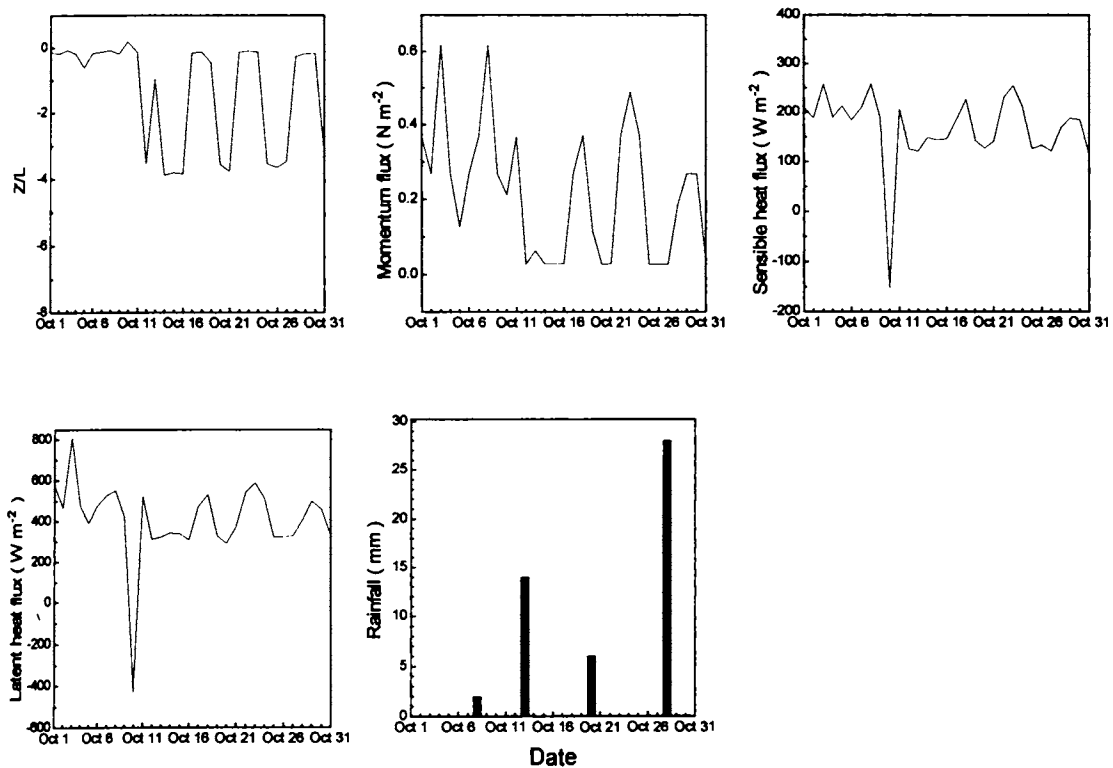 0
-2
-4
-6
-8
Z/L
Oct 1 Oct 6 Oct 11 Oct 16 Oct 21 Oct 26 Oct 31
0.6
0.4
0.2
0.0
Momentum flux ( N m⁻² )
Oct 1 Oct 6 Oct 11 Oct 16 Oct 21 Oct 26 Oct 31
400
300
200
100
0
-100
-200
Sensible heat flux ( W m⁻² )
Oct 1 Oct 6 Oct 11 Oct 16 Oct 21 Oct 26 Oct 31
800
600
400
200
0
-200
-400
-600
Latent heat flux ( W m⁻² )
Oct 1 Oct 6 Oct 11 Oct 16 Oct 21 Oct 26 Oct 31
30
25
20
15
10
5
0
Rainfall ( mm )
Oct 1 Oct 6 Oct 11 Oct 16 Oct 21 Oct 26 Oct 31
Date